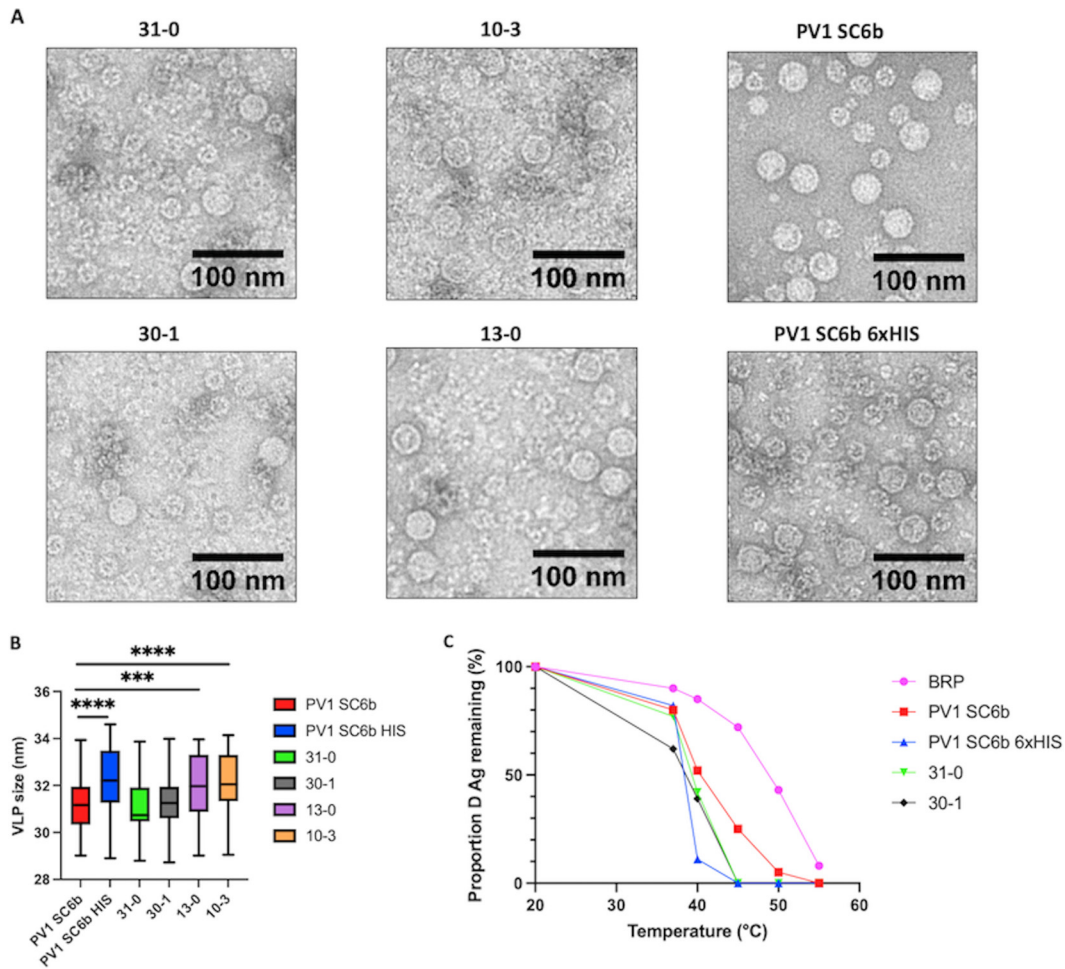 A
31-0
10-3
PV1 SC6b
100 nm
100 nm
100 nm
30-1
13-0
PV1 SC6b 6xHIS
100 nm
100 nm
100 nm
B
****
***
****
36
34
32
30
28
VLP size (nm)
PV1 SC6b
PV1 SC6b HIS
31-0
30-1
13-0
10-3
PV1 SC6b
PV1 SC6b HIS
31-0
30-1
13-0
10-3
C
Proportion D Ag remaining (%)
100
50
0
20
30
40
50
60
Temperature (°C)
BRP
PV1 SC6b
PV1 SC6b 6xHIS
31-0
30-1